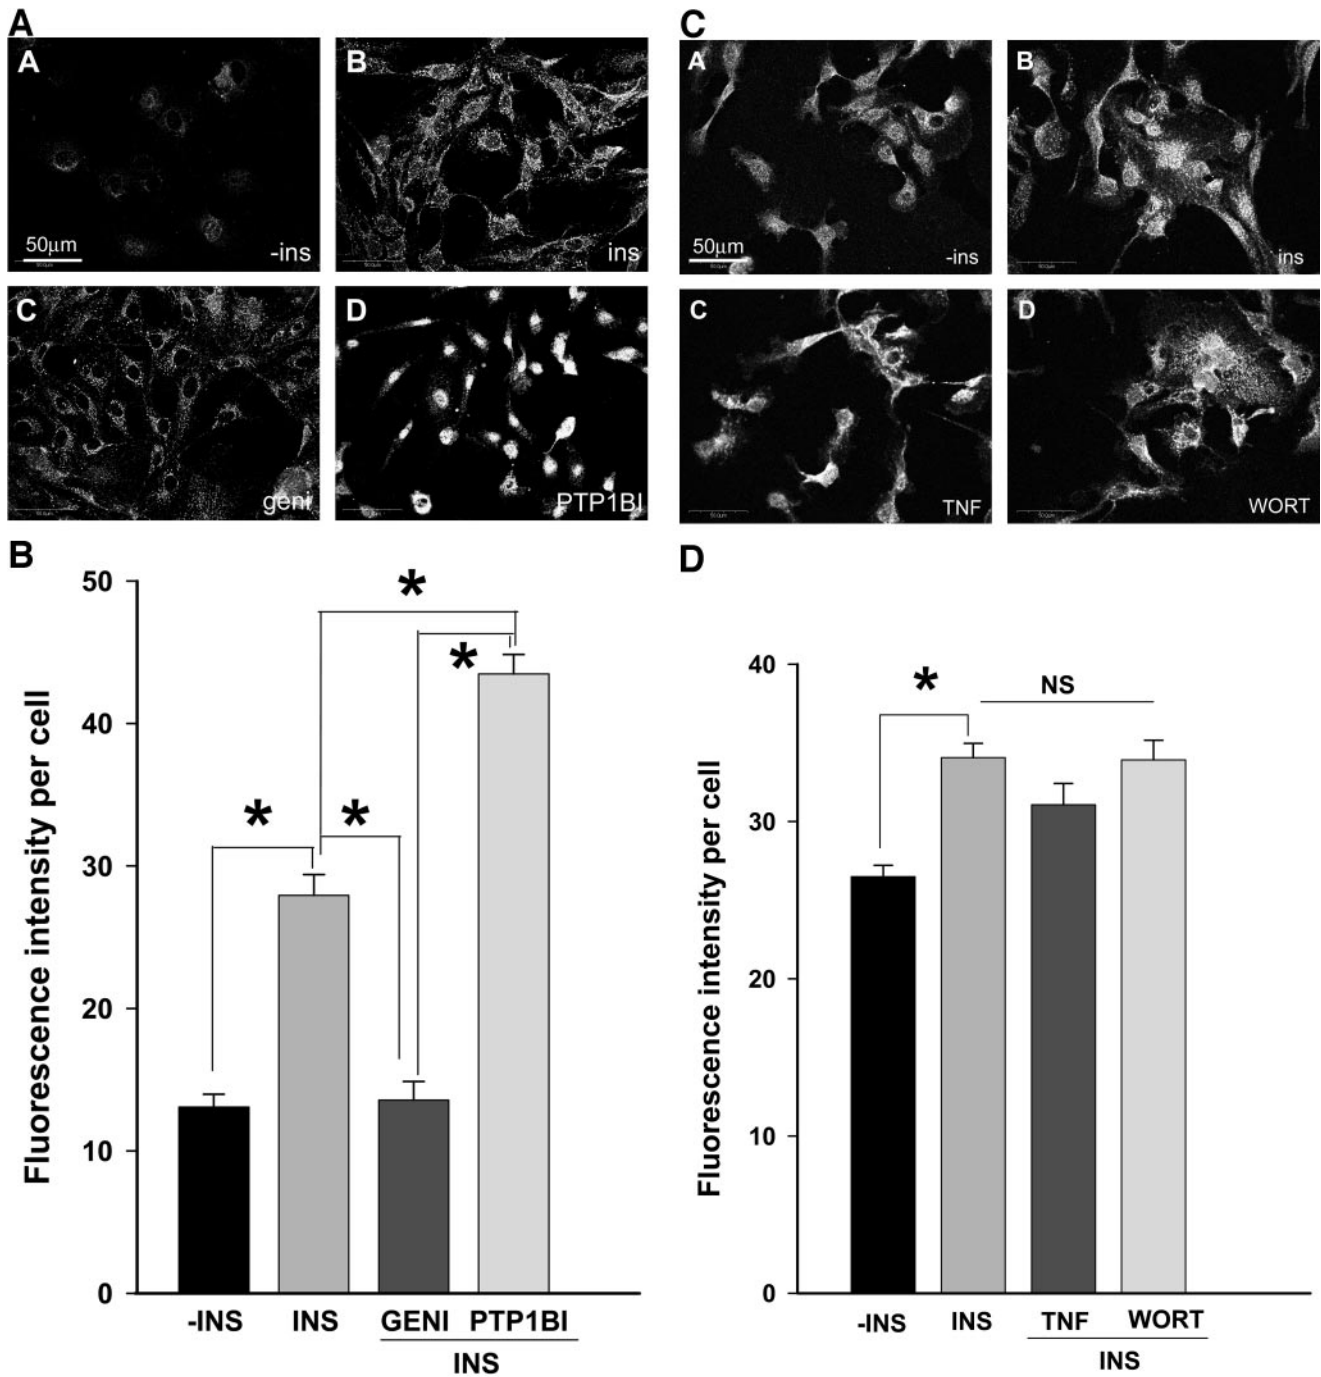 A
A
-ins
50μm
B
ins
C
geni
D
PTP1BI
C
A
-ins
50μm
B
ins
C
TNF
D
WORT
B
Fluorescence intensity per cell
50
40
30
20
10
0
*
*
*
*
-INS INS GENI PTP1BI
INS
D
Fluorescence intensity per cell
40
30
20
10
0
*
NS
-INS INS TNF WORT
INS